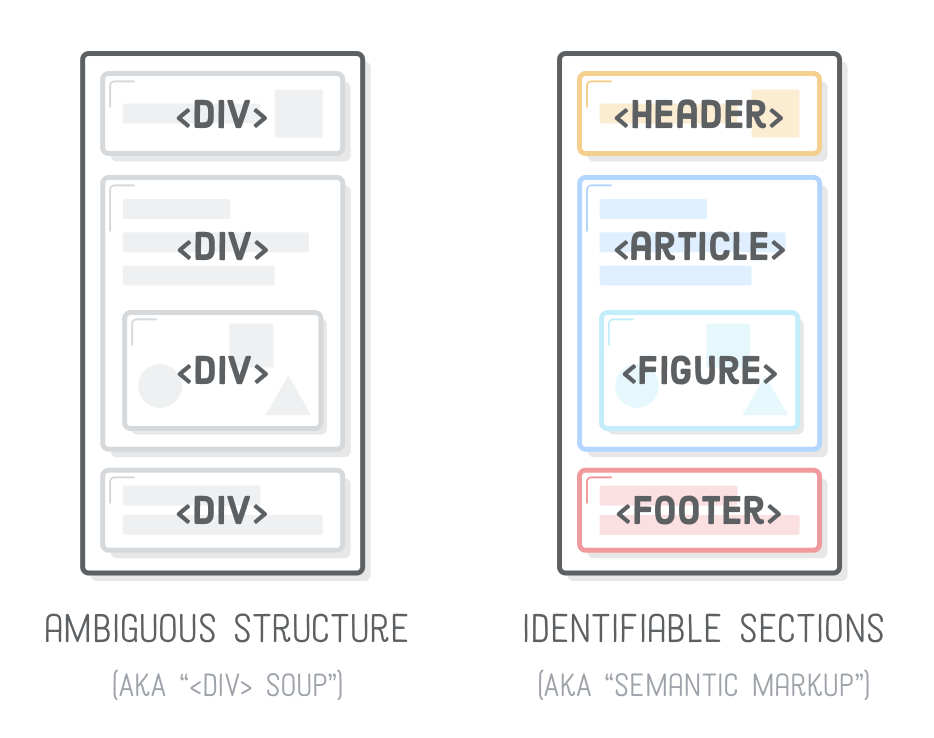 <DIV>
<DIV>
<DIV>
<DIV>
AMBIGUOUS STRUCTURE
(AKA “<DIV> SOUP”)
<HEADER>
<ARTICLE>
<FIGURE>
<FOOTER>
IDENTIFIABLE SECTIONS
(AKA “SEMANTIC MARKUP”)